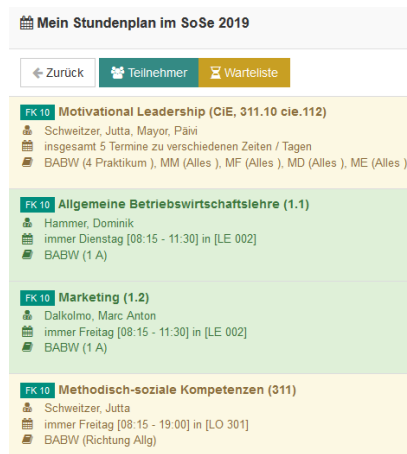 Mein Stundenplan im SoSe 2019
Zurück Teilnehmer Warteliste
FK 10 Motivational Leadership (CiE, 311.10 cie.112)
Schweitzer, Jutta, Mayor, Päivi
insgesamt 5 Termine zu verschiedenen Zeiten / Tagen
BABW (4 Praktikum ), MM (Alles ), MF (Alles ), MD (Alles ), ME (Alles )
FK 10 Allgemeine Betriebswirtschaftslehre (1.1)
Hammer, Dominik
immer Dienstag [08:15 - 11:30] in [LE 002]
BABW (1 A)
FK 10 Marketing (1.2)
Dalkolmo, Marc Anton
immer Freitag [08:15 - 11:30] in [LE 002]
BABW (1 A)
FK 10 Methodisch-soziale Kompetenzen (311)
Schweitzer, Jutta
immer Freitag [08:15 - 19:00] in [LO 301]
BABW (Richtung Allg)